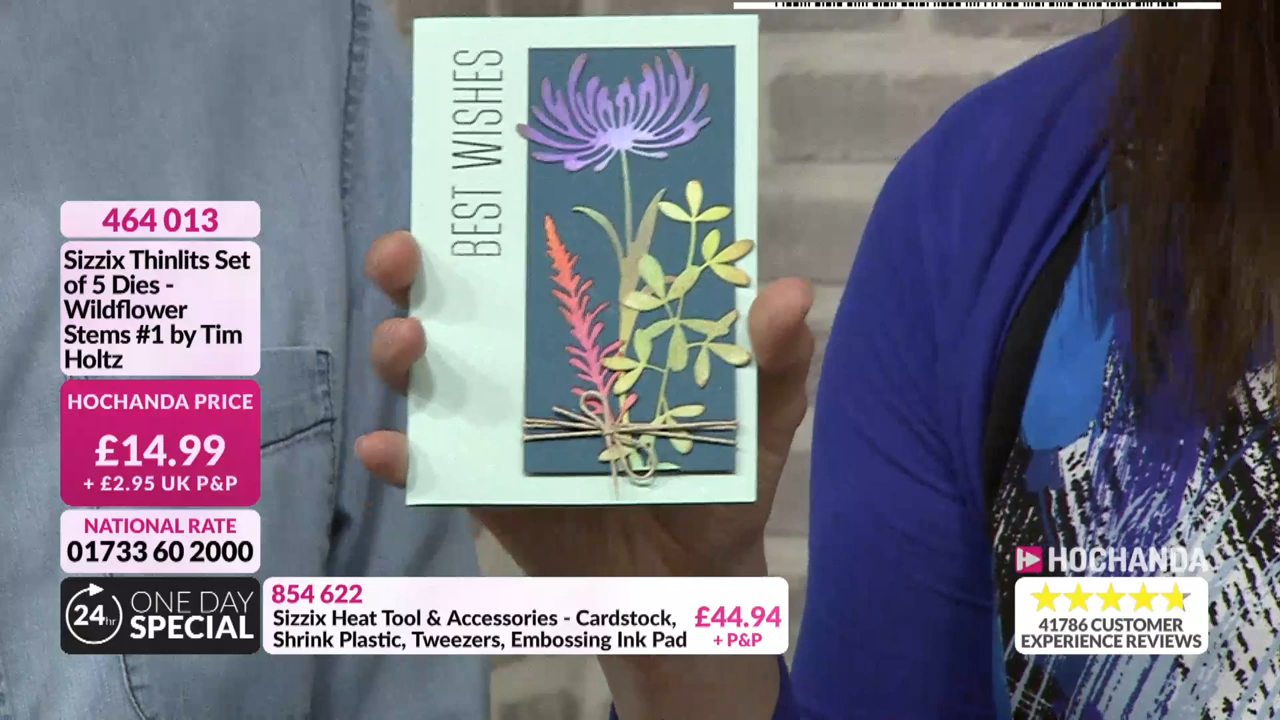 BEST WISHES
464 013
Sizzix Thinlits Set
of 5 Dies -
Wildflower
Stems #1 by Tim
Holtz
HOCHANDA PRICE
£14.99
+ £2.95 UK P&P
NATIONAL RATE
01733 60 2000
24hr
ONE DAY
SPECIAL
854 622
Sizzix Heat Tool & Accessories - Cardstock,
Shrink Plastic, Tweezers, Embossing Ink Pad
£44.94
+ P&P
HOCHANDA
41786 CUSTOMER
EXPERIENCE REVIEWS